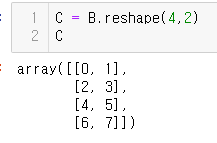 1 C = B.reshape(4,2)
2 C
array([[0, 1],
[2, 3],
[4, 5],
[6, 7]])